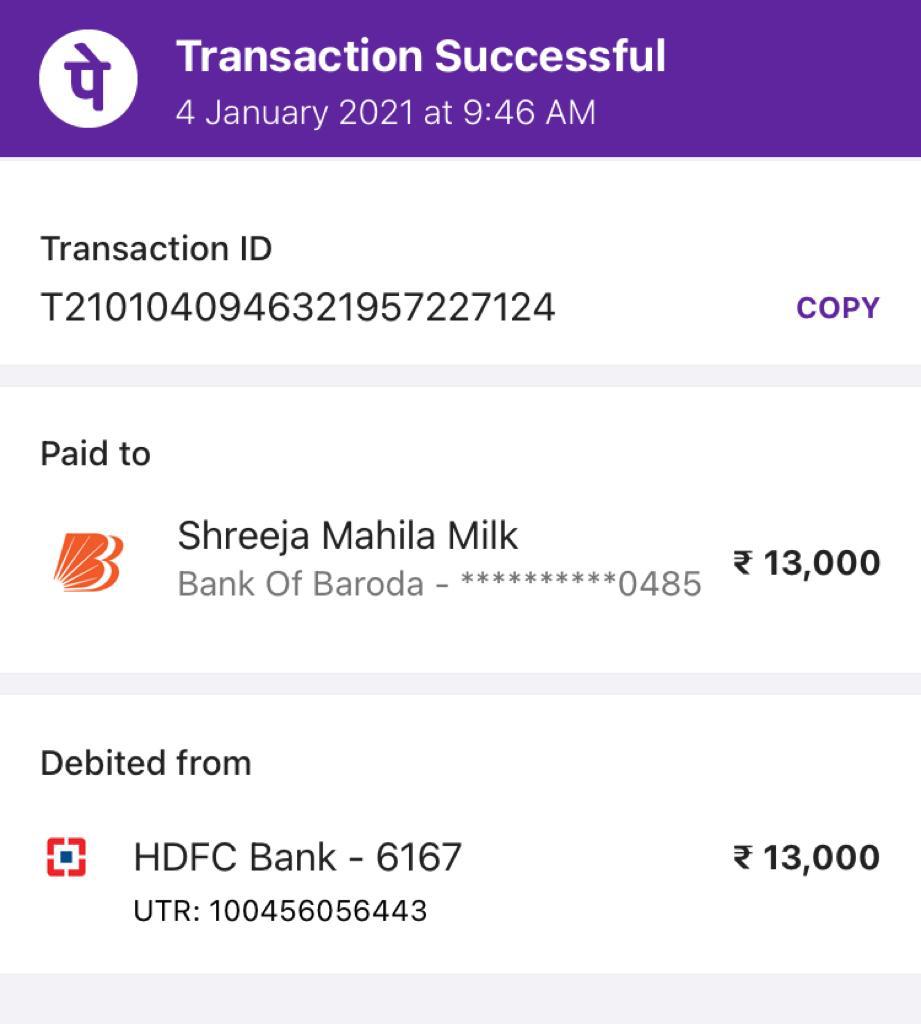 पे
Transaction Successful
4 January 2021 at 9:46 AM
Transaction ID
T2101040946321957227124
COPY
Paid to
Shreeja Mahila Milk
Bank Of Baroda - **********0485
₹ 13,000
Debited from
HDFC Bank - 6167
₹ 13,000
UTR: 100456056443